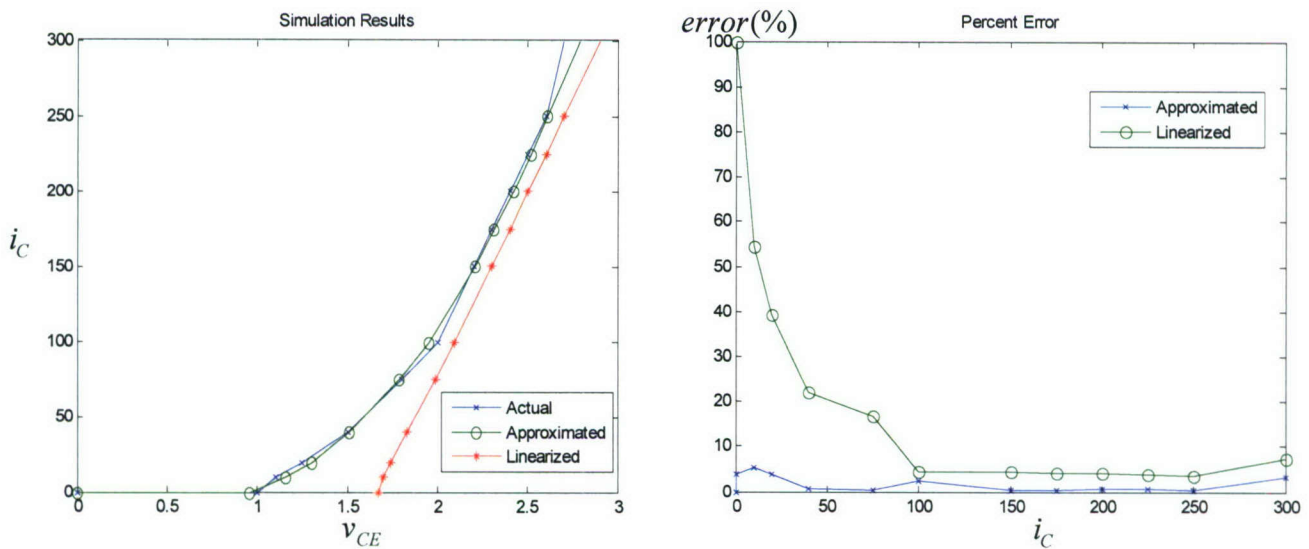 Simulation Results
300
250
200
150
100
50
0
i_C
0 0.5 1 1.5 2 2.5 3
v_CE
Actual
Approximated
Linearized
error(%)
Percent Error
100
90
80
70
60
50
40
30
20
10
0
0 50 100 150 200 250 300
i_C
Approximated
Linearized